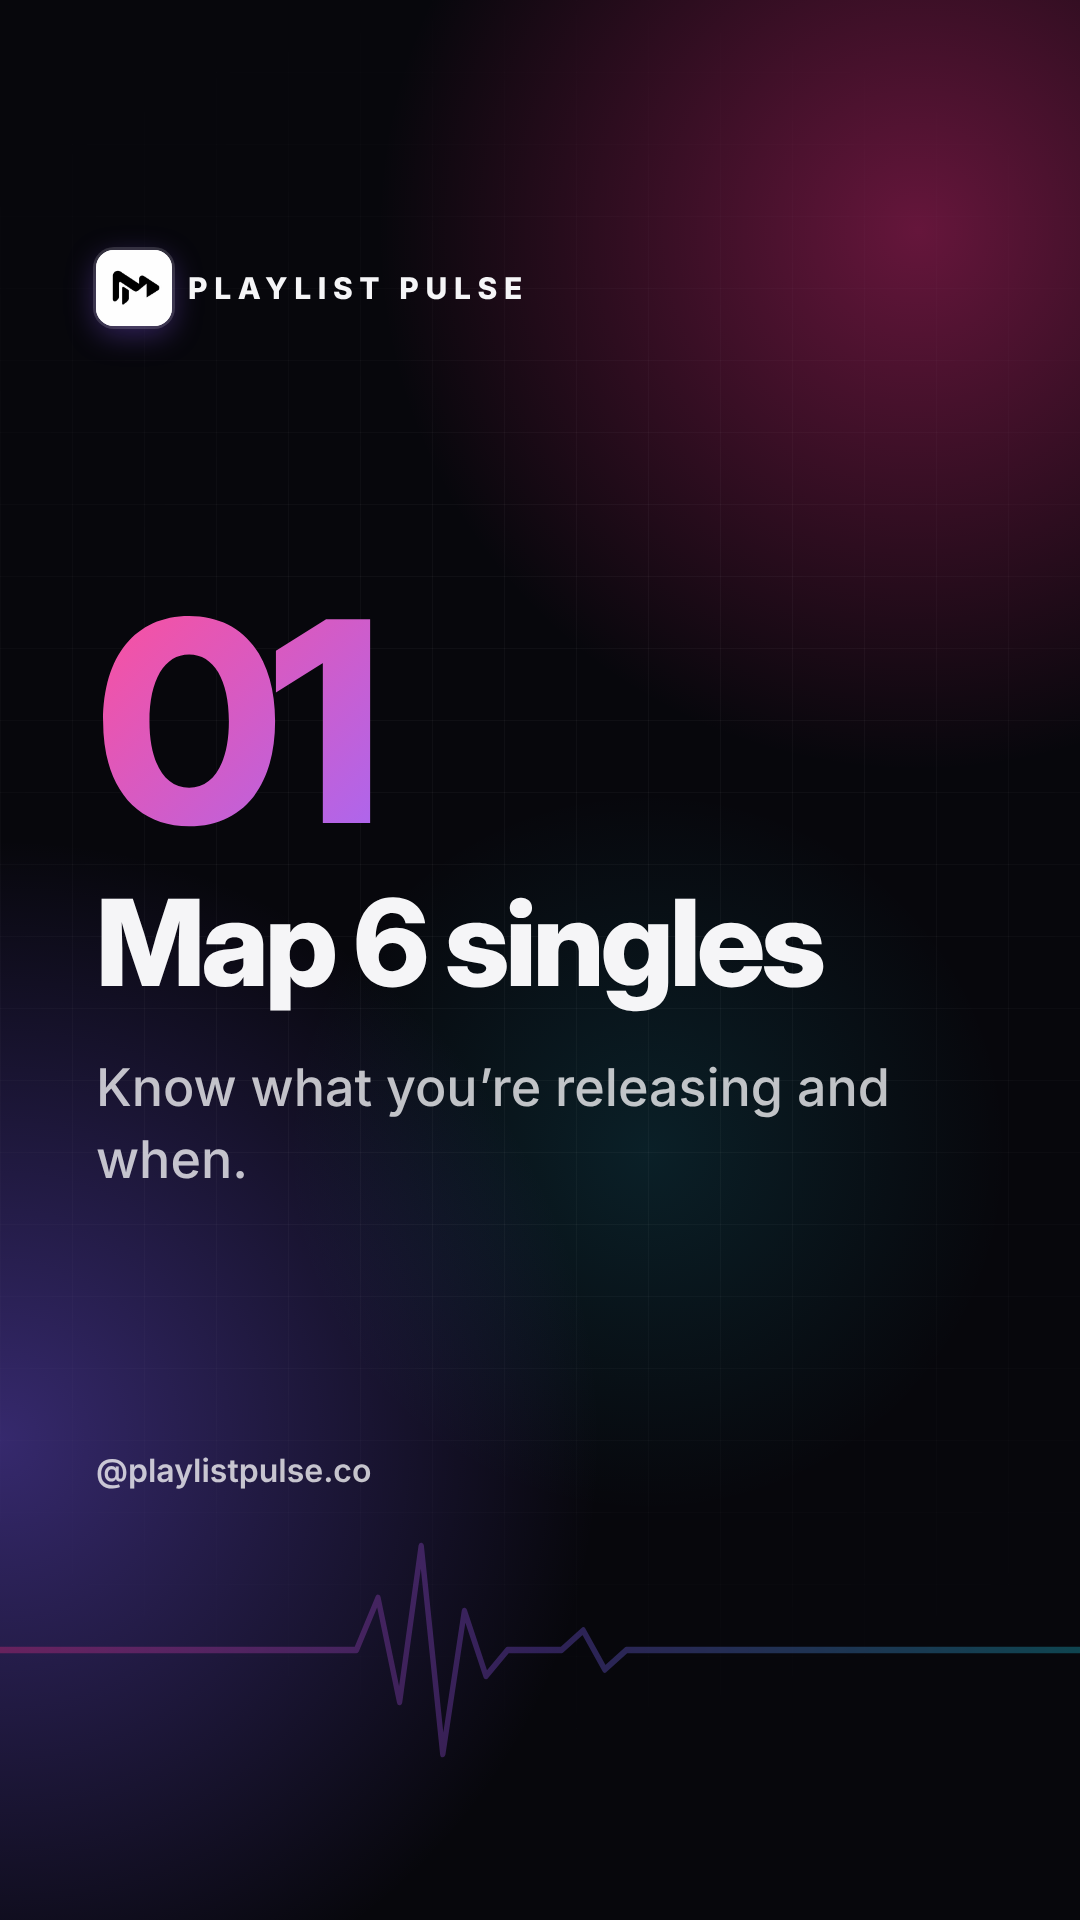 PLAYLIST PULSE
01
Map 6 singles
Know what you’re releasing and
when.
@playlistpulse.co